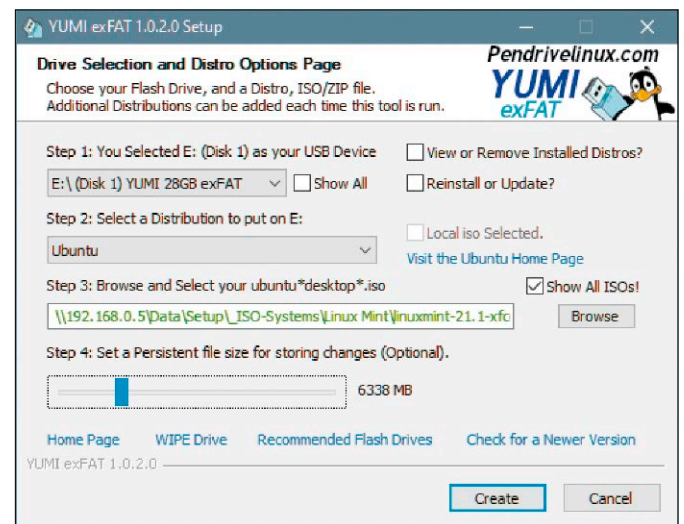 YUMI exFAT 1.0.2.0 Setup
Drive Selection and Distro Options Page
Choose your Flash Drive, and a Distro, ISO/ZIP file.
Additional Distributions can be added each time this tool is run.
Pendrivelinux.com
YUMI
exFAT
Step 1: You Selected E: (Disk 1) as your USB Device
View or Remove Installed Distros?
E:\ (Disk 1) YUMI 28GB exFAT
Show All
Reinstall or Update?
Step 2: Select a Distribution to put on E:
Local iso Selected.
Ubuntu
Visit the Ubuntu Home Page
Step 3: Browse and Select your ubuntu*desktop*.iso
Show All ISOs!
\\192.168.0.5\Data\Setup\_ISO-Systems\Linux Mint\linuxmint-21.1-xfc
Browse
Step 4: Set a Persistent file size for storing changes (Optional).
6338 MB
Home Page WIPE Drive Recommended Flash Drives Check for a Newer Version
YUMI exFAT 1.0.2.0
Create Cancel